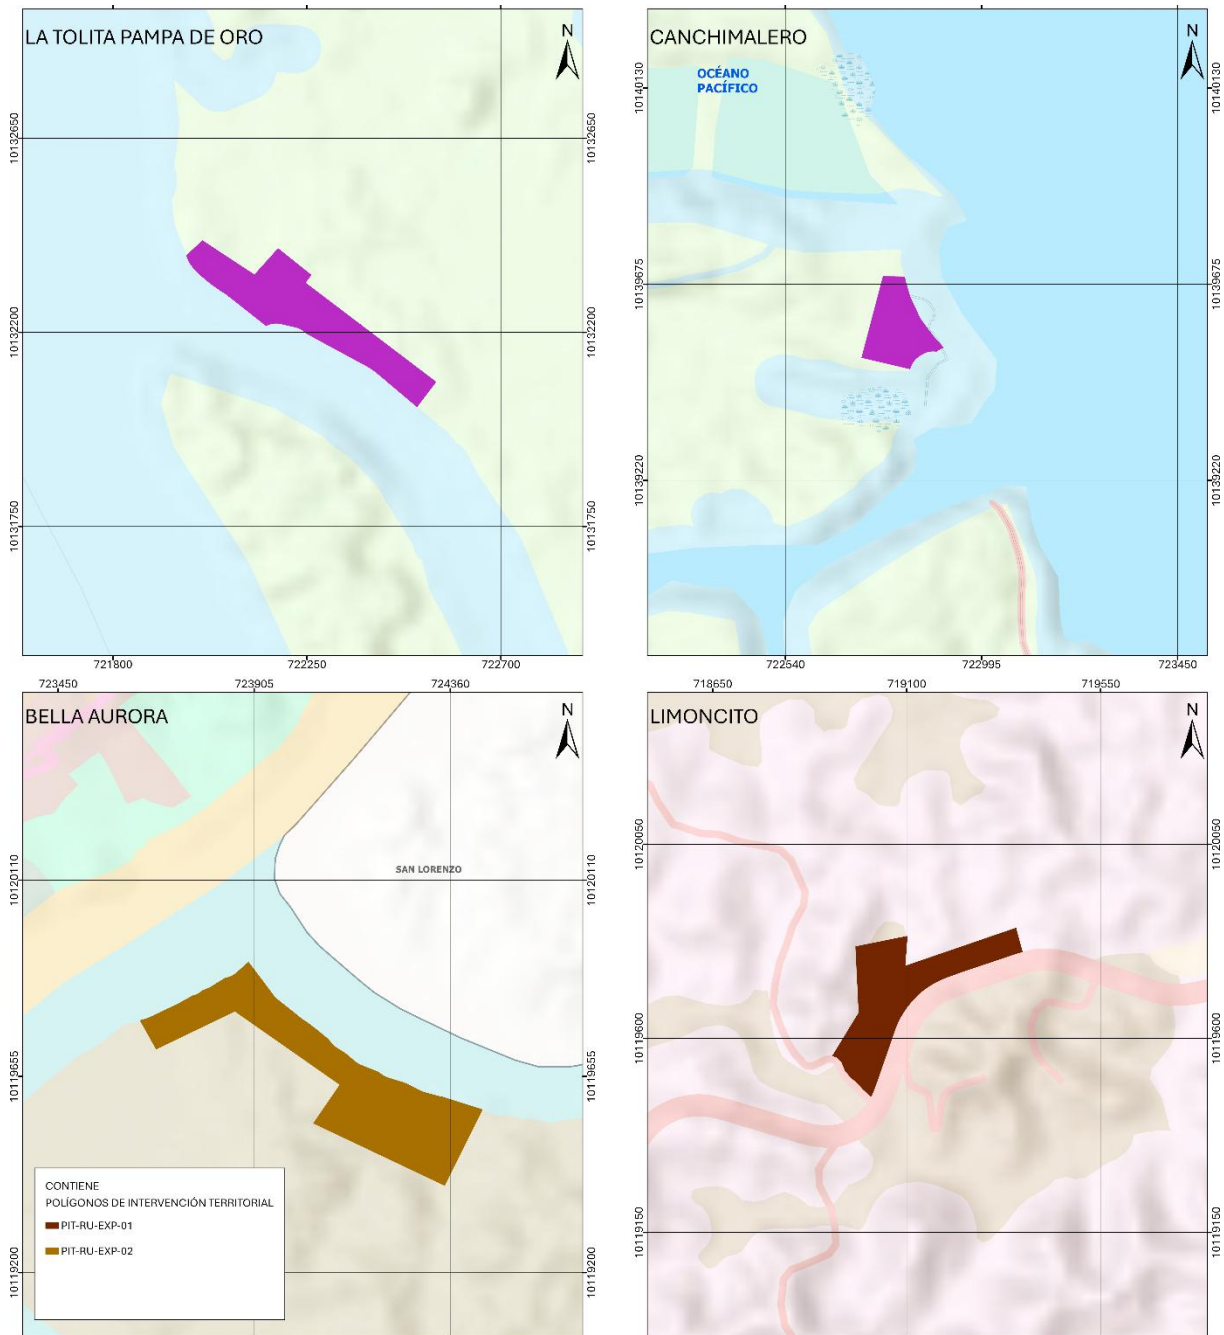 LA TOLITA PAMPA DE ORO
N
10132650
10132650
10132200
10132200
10131750
10131750
721800
722250
722700
CANCHIMALERO
N
OCÉANO
PACÍFICO
10140130
10140130
10139675
10139675
10139220
10139220
722540
722995
723450
723450
723905
724360
BELLA AURORA
N
SAN LORENZO
10120110
10120110
10119655
10119655
10119200
10119200
CONTIENE
POLÍGONOS DE INTERVENCIÓN TERRITORIAL
PIT-RU-EXP-01
PIT-RU-EXP-02
718650
719100
719550
LIMONCITO
N
10120050
10120050
10119600
10119600
10119150
10119150